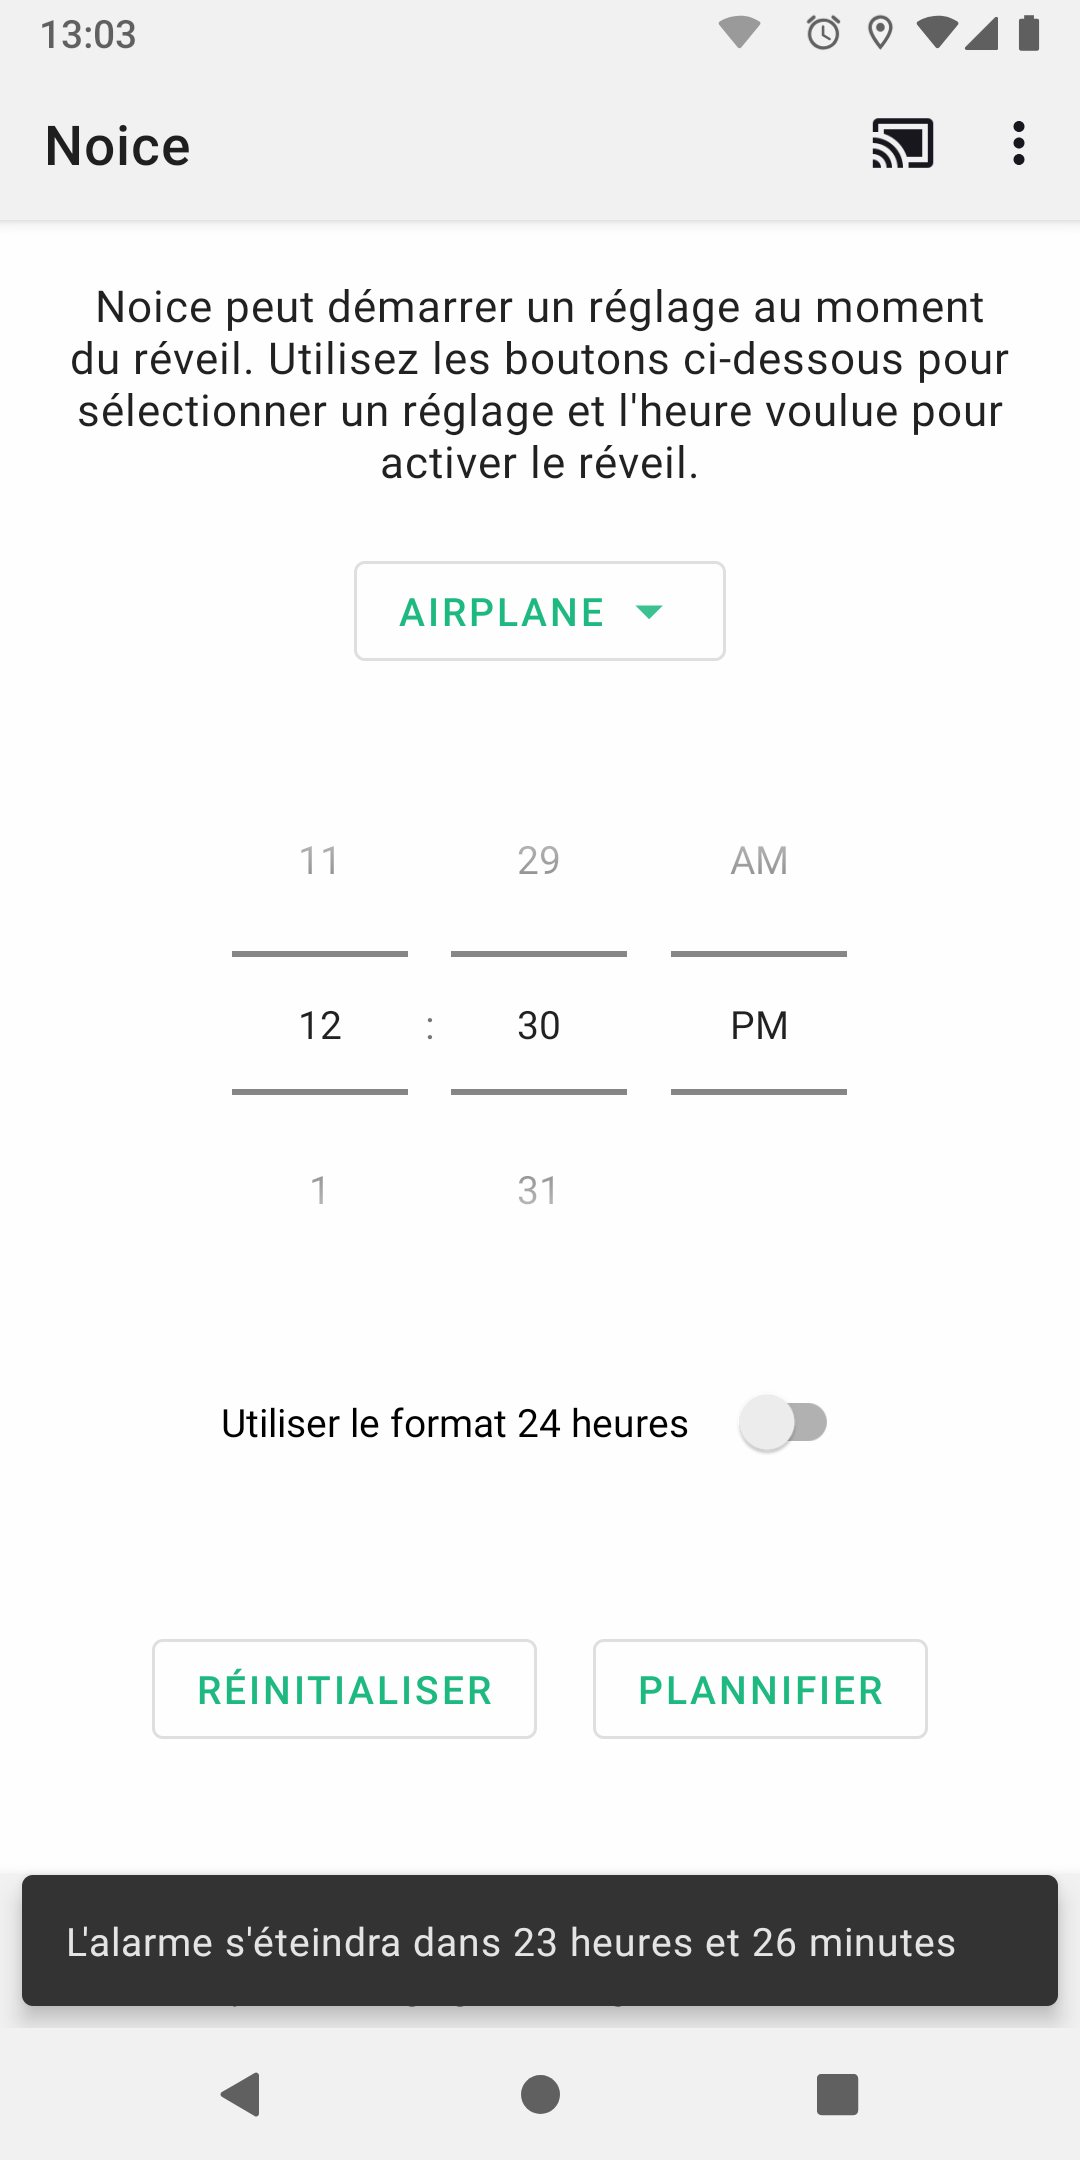 13:03
Noice
Noice peut démarrer un réglage au moment
du réveil. Utilisez les boutons ci-dessous pour
sélectionner un réglage et l'heure voulue pour
activer le réveil.
AIRPLANE
11 29 AM
12 : 30 PM
1 31
Utiliser le format 24 heures
RÉINITIALISER PLANNIFIER
L'alarme s'éteindra dans 23 heures et 26 minutes